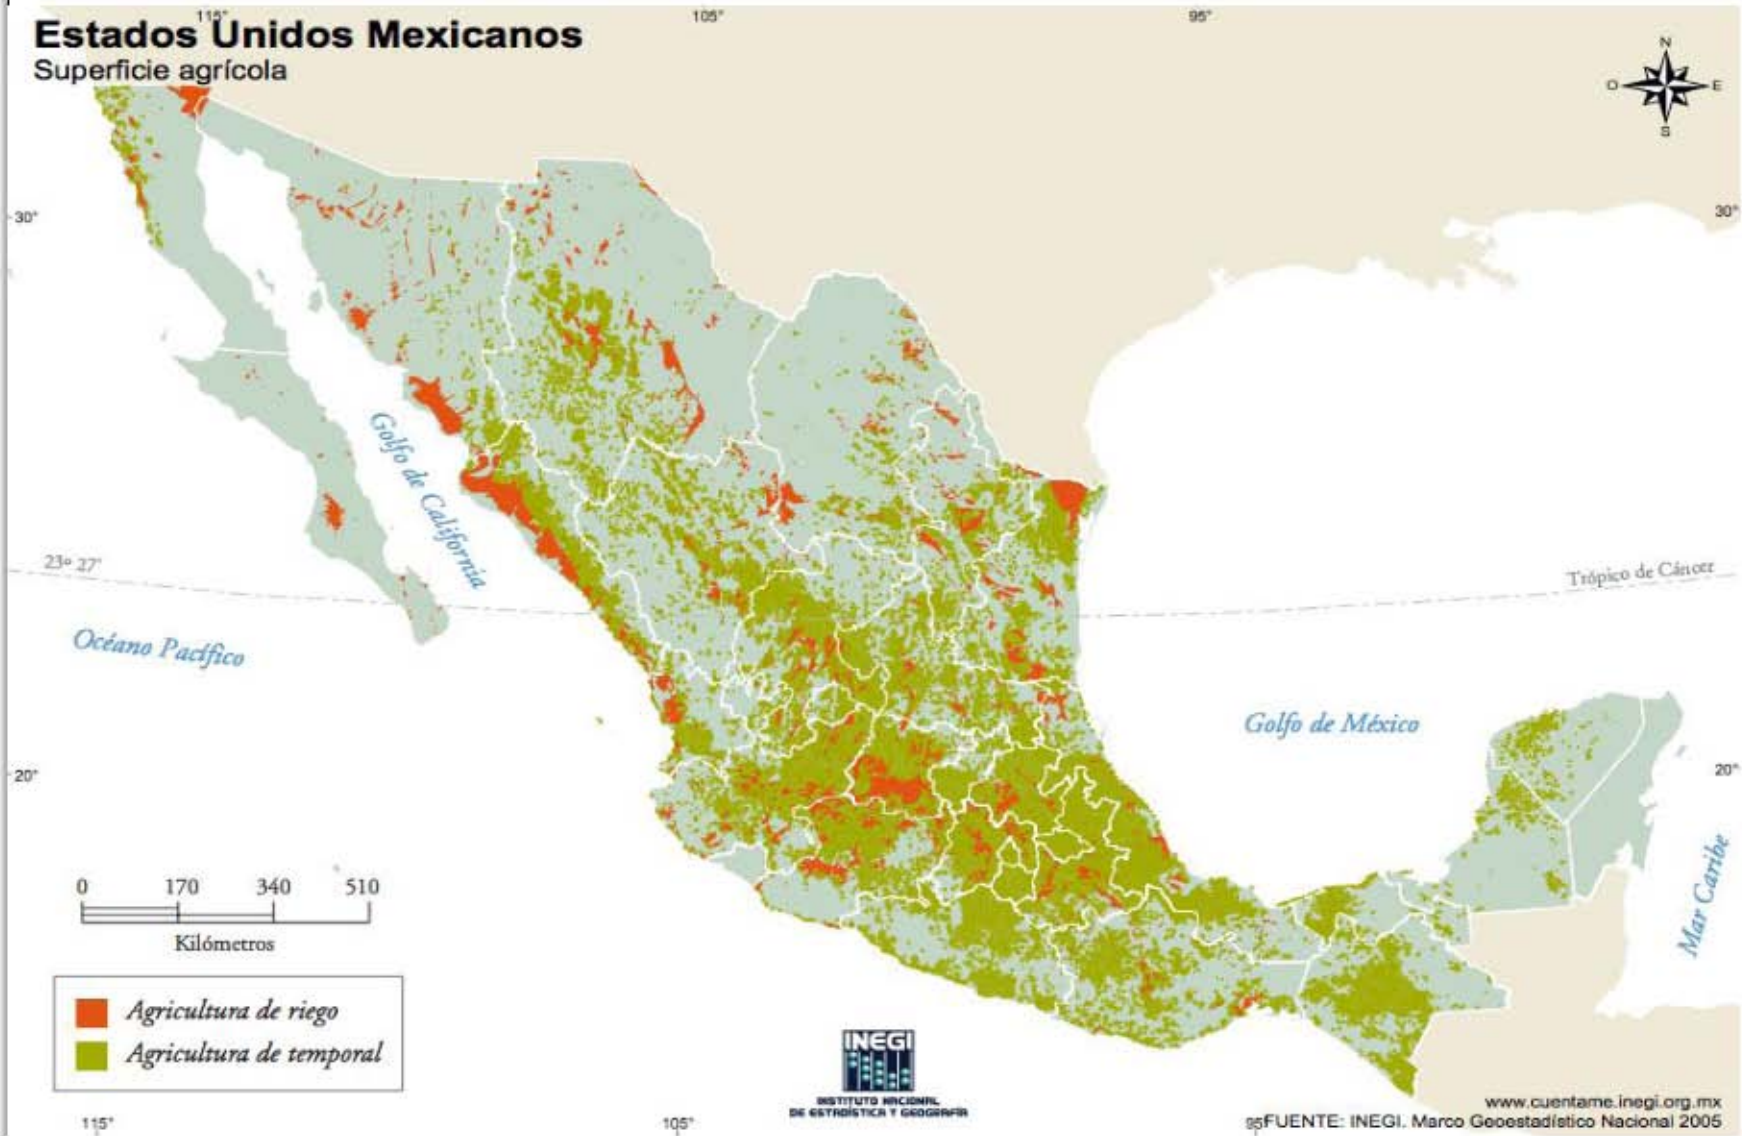 115°
105°
95°
Estados Unidos Mexicanos
Superficie agrícola
N
O
E
S
30°
30°
Golfo de California
23° 27'
Trópico de Cáncer
Océano Pacífico
Golfo de México
20°
20°
Mar Caribe
0 170 340 510
Kilómetros
Agricultura de riego
Agricultura de temporal
INEGI
INSTITUTO NACIONAL
DE ESTADÍSTICA Y GEOGRAFÍA
www.cuentame.inegi.org.mx
FUENTE: INEGI. Marco Geoestadístico Nacional 2005
115°
105°
95